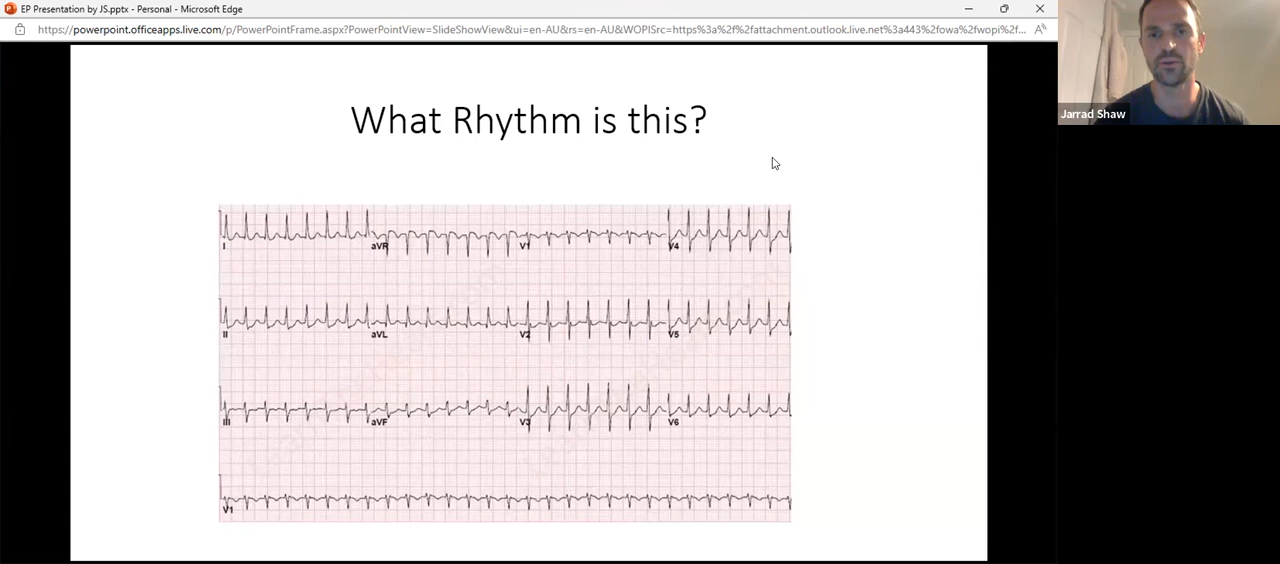 EP Presentation by JS.pptx - Personal - Microsoft Edge
https://powerpoint.officeapps.live.com/p/PowerPointFrame.aspx?PowerPointView=SlideShowView&ui=en-AU&rs=en-AU&WOPISrc=https%3a%2f%2fattachment.outlook.live.net%3a443%2fowa%2fwopi%2f...
Jarrad Shaw
What Rhythm is this?
I aVR V1 V4
II aVL V2 V5
III aVF V3 V6
V1